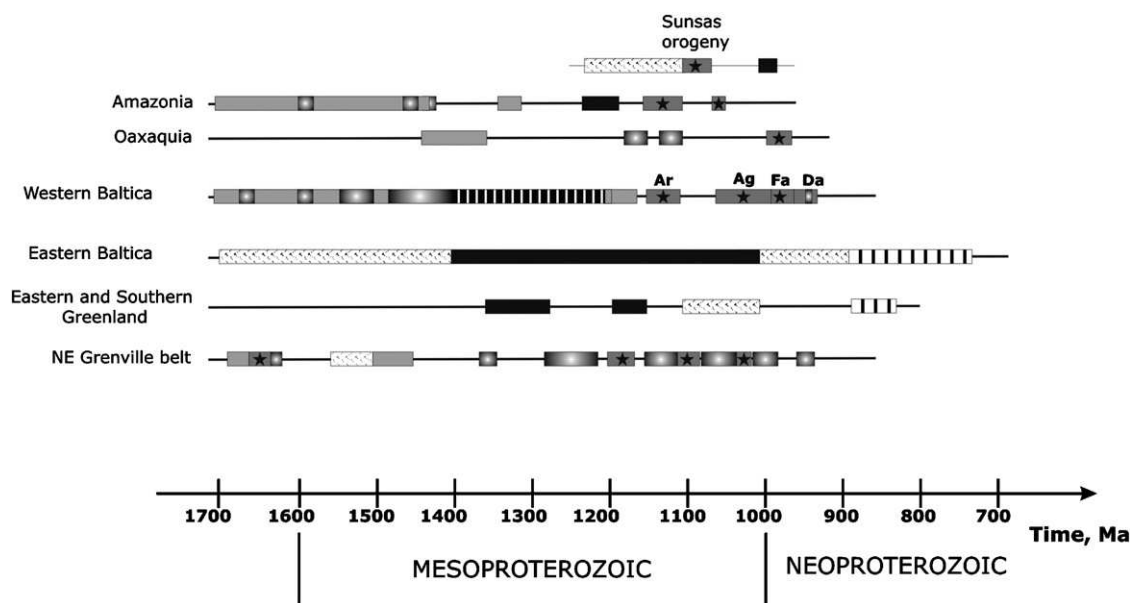 Sunsas
orogeny
Amazonia
Oaxaquia
Western Baltica
Ar Ag Fa Da
Eastern Baltica
Eastern and Southern
Greenland
NE Grenville belt
1700 1600 1500 1400 1300 1200 1100 1000 900 800 700
Time, Ma
MESOPROTEROZOIC NEOPROTEROZOIC